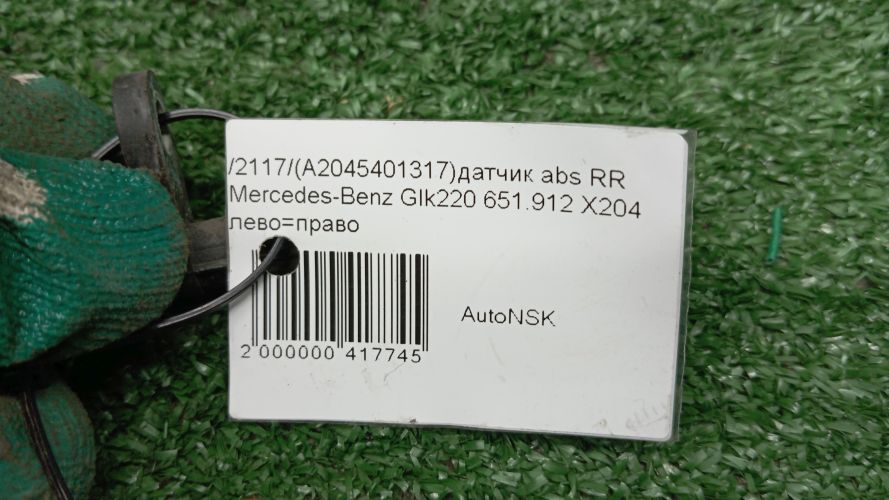 /2117/(A2045401317)датчик abs RR
Mercedes-Benz Glk220 651.912 X204
лево=право
AutoNSK
2 000000 417745